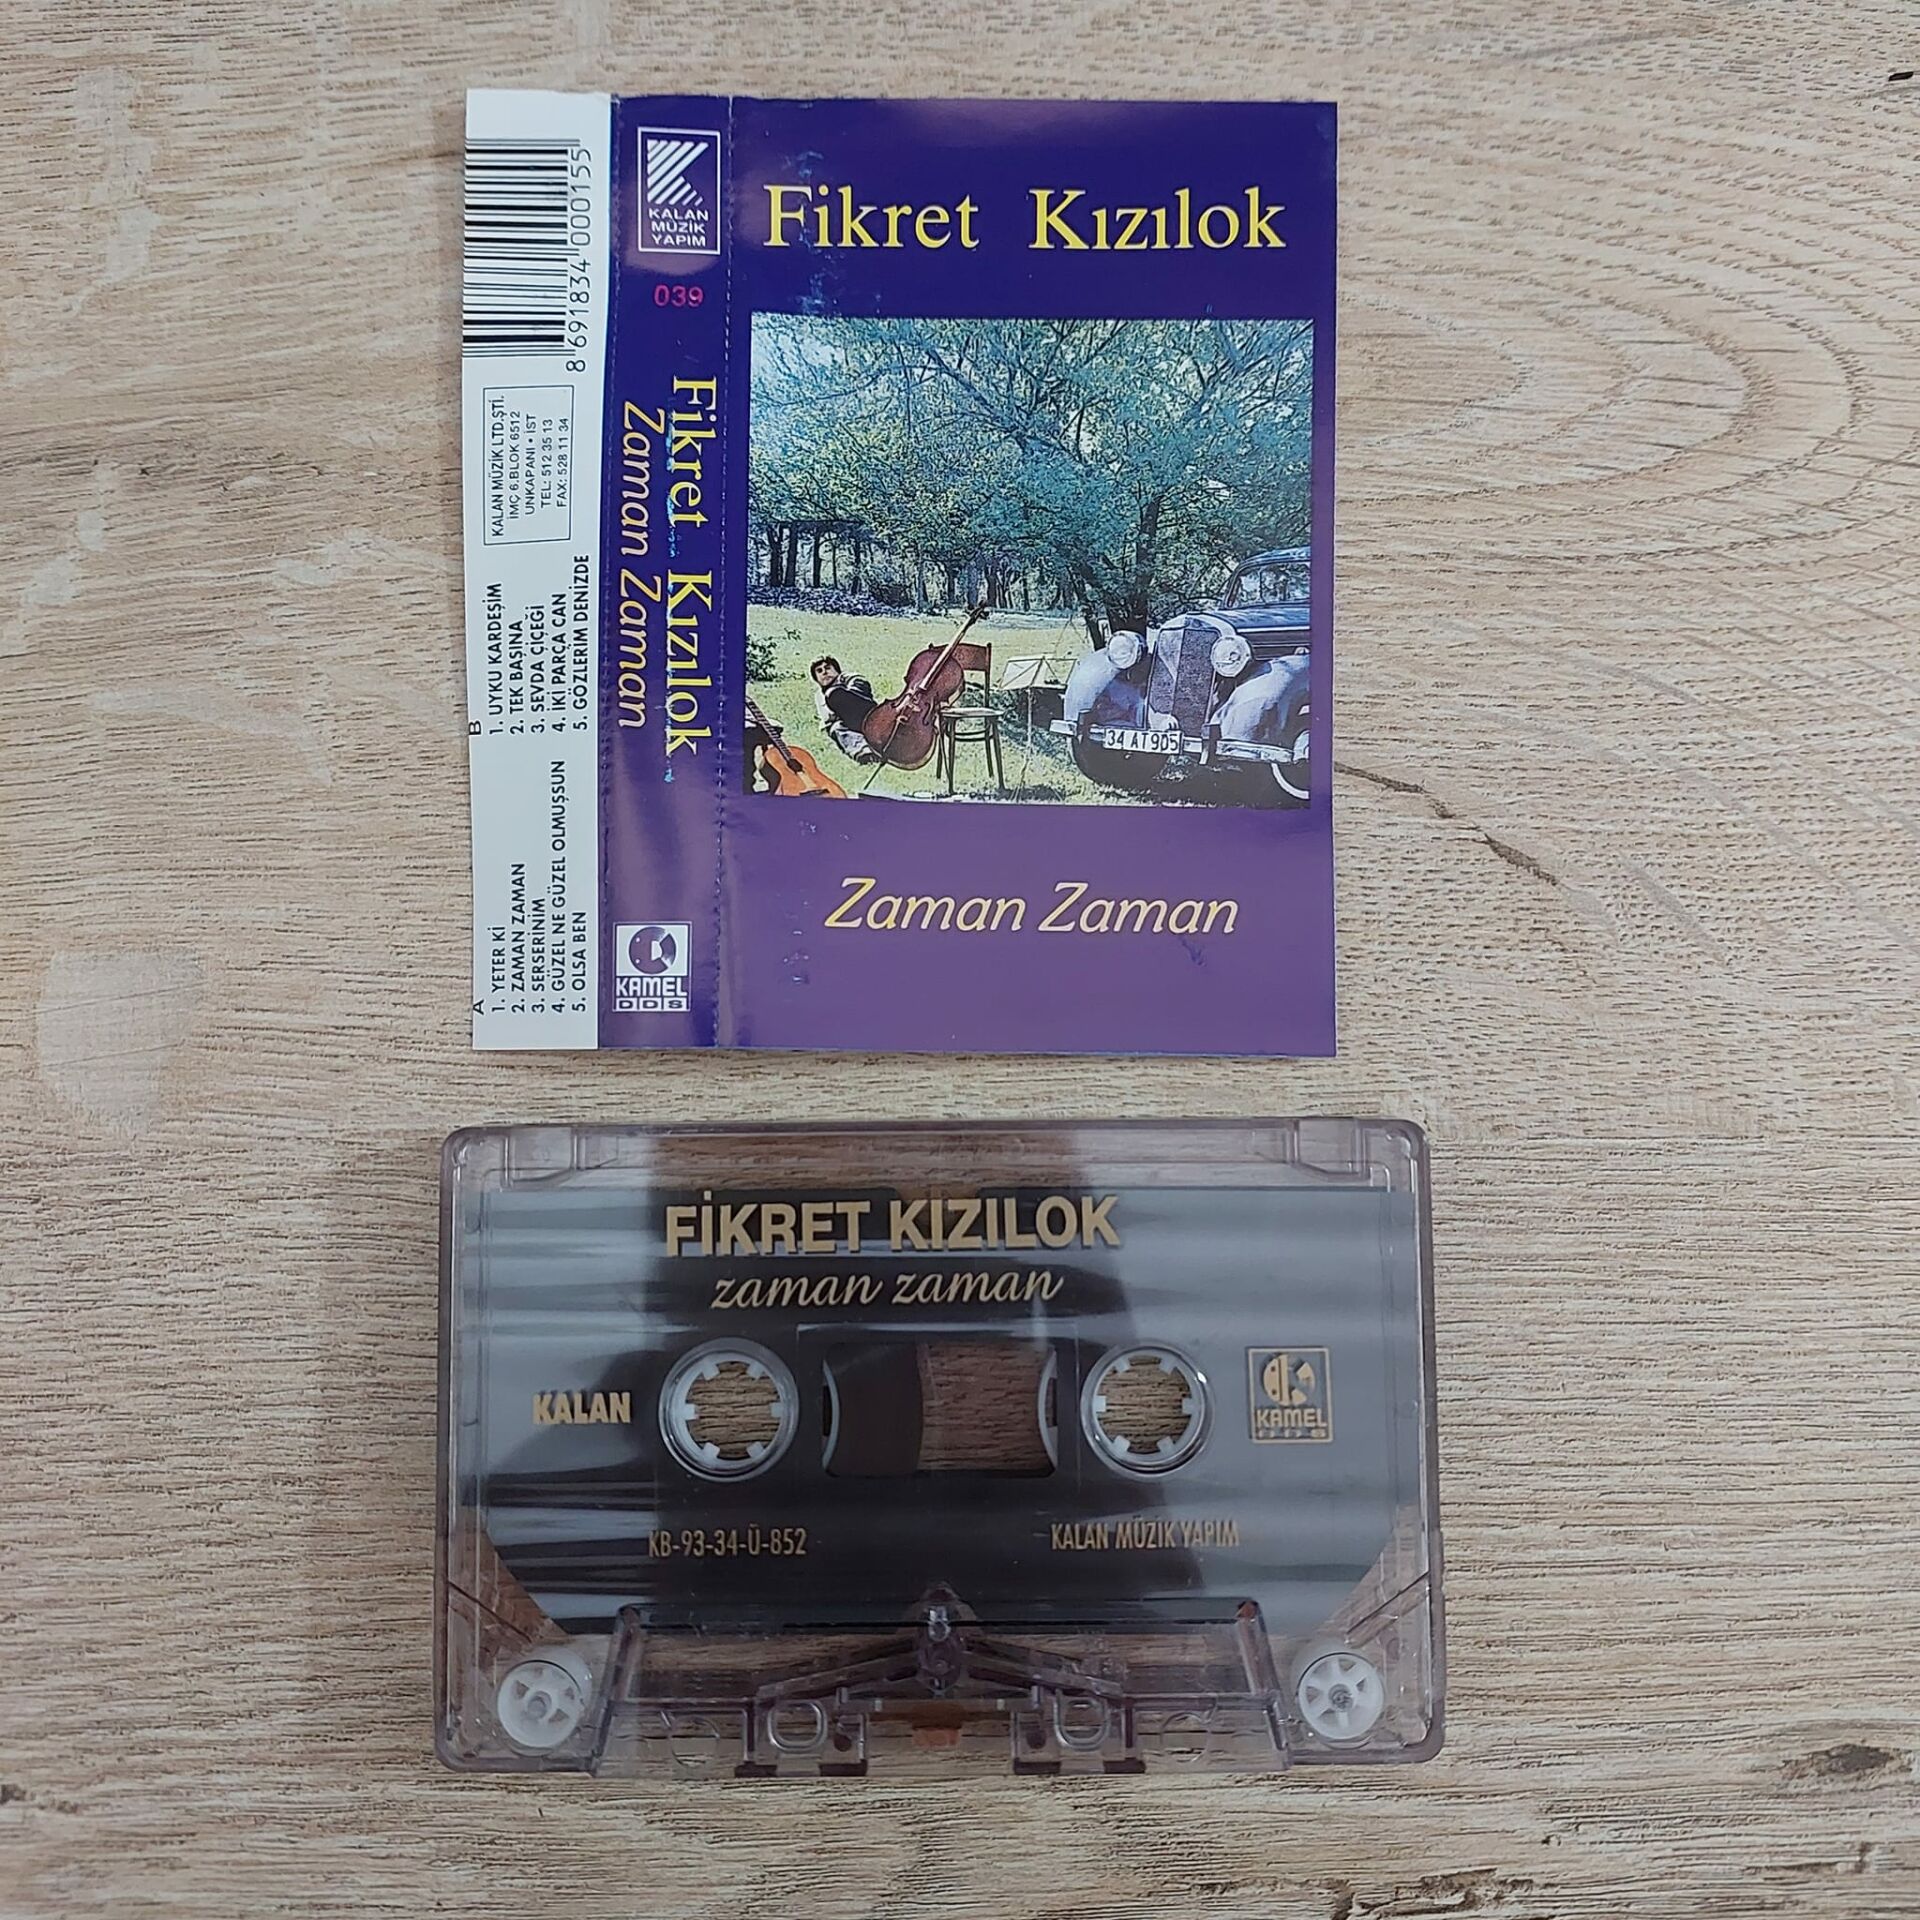 8 691834 000155
KALAN MÜZİK LTD.ŞTİ.
İMÇ 6.BLOK 6512
UNKAPANI • İST
TEL: 512 35 13
FAX: 528 11 34
A
1. YETER Kİ
2. ZAMAN ZAMAN
3. SERSERİNİM
4. GÜZEL NE GÜZEL OLMUŞSUN
5. OLSA BEN
B
1. UYKU KARDEŞİM
2. TEK BAŞINA
3. SEVDA ÇİÇEĞİ
4. İKİ PARÇA CAN
5. GÖZLERİM DENİZDE
KALAN
MÜZİK
YAPIM
039
Fikret Kızılok
Zaman Zaman
KAMEL
DDS
Fikret Kızılok
34 AT 905
Zaman Zaman
FİKRET KIZILOK
zaman zaman
KALAN
KAMEL
DDS
KB-93-34-Ü-852
KALAN MÜZİK YAPIM